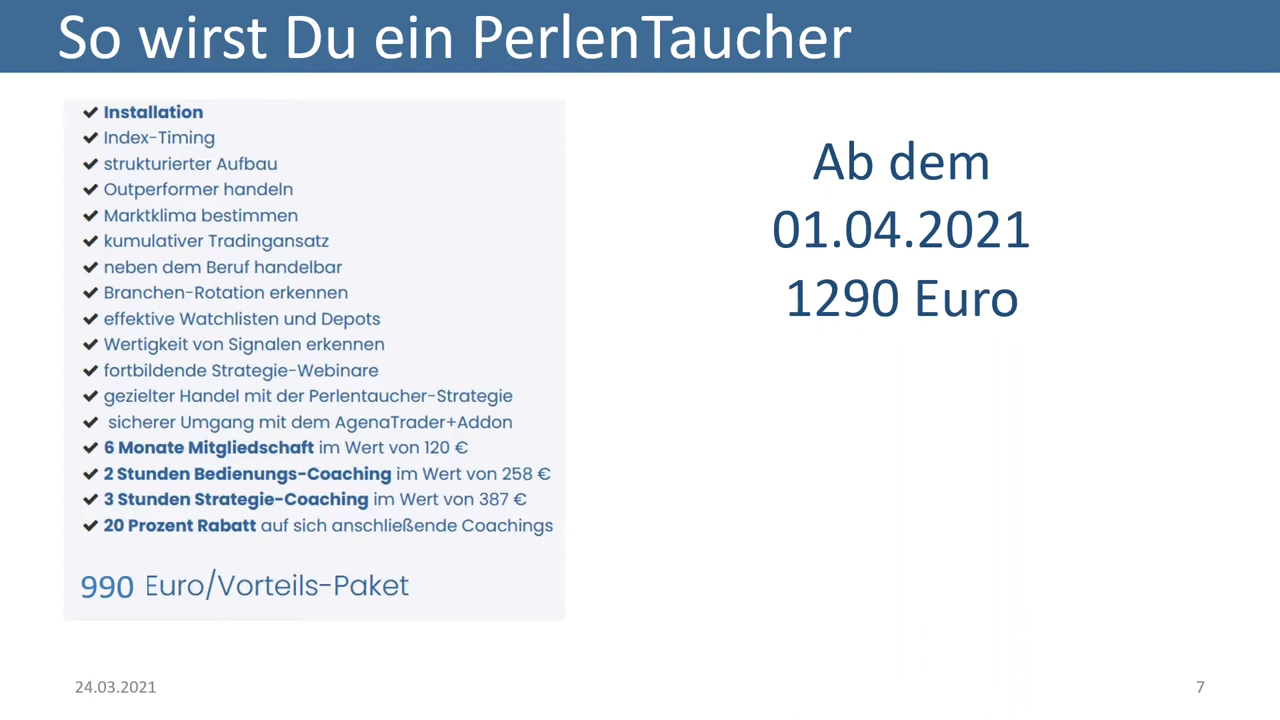 So wirst Du ein PerlenTaucher
✔ Installation
✔ Index-Timing
✔ strukturierter Aufbau
✔ Outperformer handeln
✔ Marktklima bestimmen
✔ kumulativer Tradingansatz
✔ neben dem Beruf handelbar
✔ Branchen-Rotation erkennen
✔ effektive Watchlisten und Depots
✔ Wertigkeit von Signalen erkennen
✔ fortbildende Strategie-Webinare
✔ gezielter Handel mit der Perlentaucher-Strategie
✔ sicherer Umgang mit dem AgenaTrader+Addon
✔ 6 Monate Mitgliedschaft im Wert von 120 €
✔ 2 Stunden Bedienungs-Coaching im Wert von 258 €
✔ 3 Stunden Strategie-Coaching im Wert von 387 €
✔ 20 Prozent Rabatt auf sich anschließende Coachings
990 Euro/Vorteils-Paket
Ab dem
01.04.2021
1290 Euro
24.03.2021
7